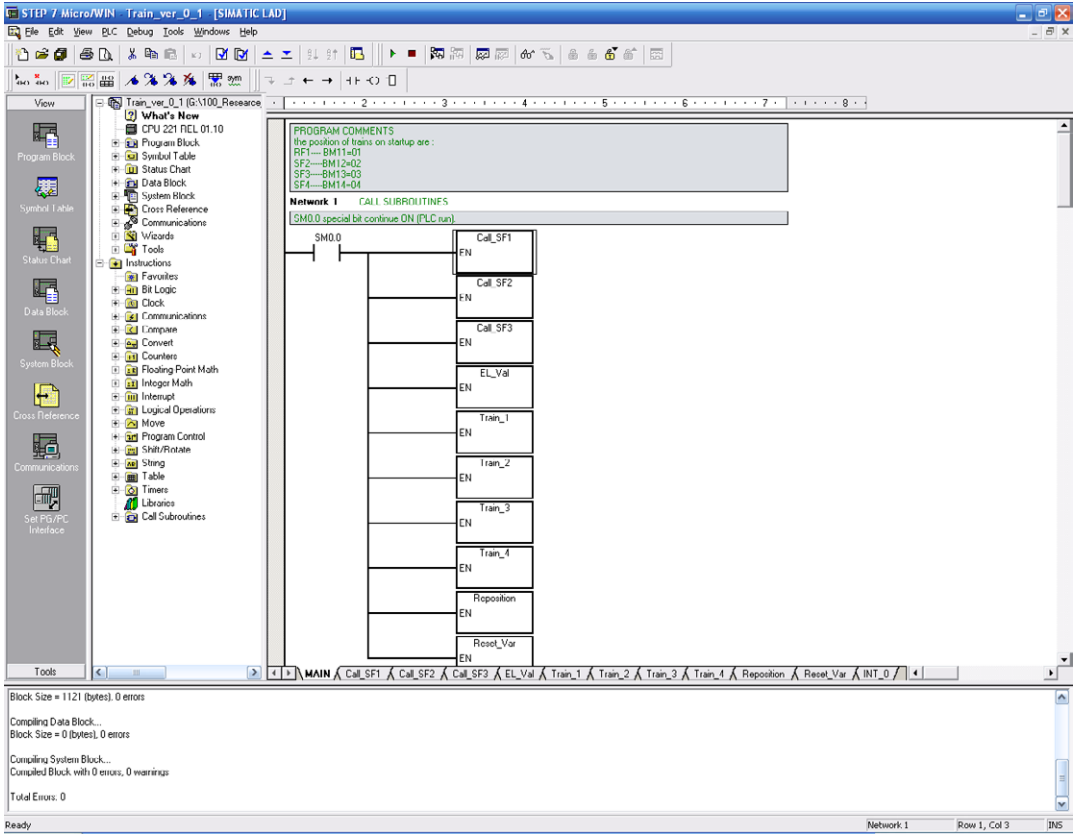 STEP 7 Micro/WIN - Train_ver_0_1 - [SIMATIC LAD]
File Edit View PLC Debug Tools Windows Help
sym
View
Program Block
Symbol Table
Status Chart
Data Block
System Block
Cross Reference
Communications
Set PG/PC
Interface
Tools
Train_ver_0_1 (G:\100_Researce
What's New
CPU 221 REL 01.10
Program Block
Symbol Table
Status Chart
Data Block
System Block
Cross Reference
Communications
Wizards
Tools
Instructions
Favorites
Bit Logic
Clock
Communications
Compare
Convert
Counters
Floating Point Math
Integer Math
Interrupt
Logical Operations
Move
Program Control
Shift/Rotate
String
Table
Timers
Libraries
Call Subroutines
2 3 4 5 6 7 8
PROGRAM COMMENTS
the position of trains on startup are :
RF1---- BM11=01
SF2----BM12=02
SF3----BM13=03
SF4----BM14=04
Network 1 CALL SUBROUTINES
SM0.0 special bit continue ON (PLC run).
SM0.0
Call_SF1
EN
Call_SF2
EN
Call_SF3
EN
EL_Val
EN
Train_1
EN
Train_2
EN
Train_3
EN
Train_4
EN
Reposition
EN
Reset_Var
EN
MAIN Call_SF1 Call_SF2 Call_SF3 EL_Val Train_1 Train_2 Train_3 Train_4 Reposition Reset_Var INT_0
Block Size = 1121 (bytes), 0 errors
Compiling Data Block...
Block Size = 0 (bytes), 0 errors
Compiling System Block...
Compiled Block with 0 errors, 0 warnings
Total Errors: 0
Ready
Network 1 Row 1, Col 3 INS